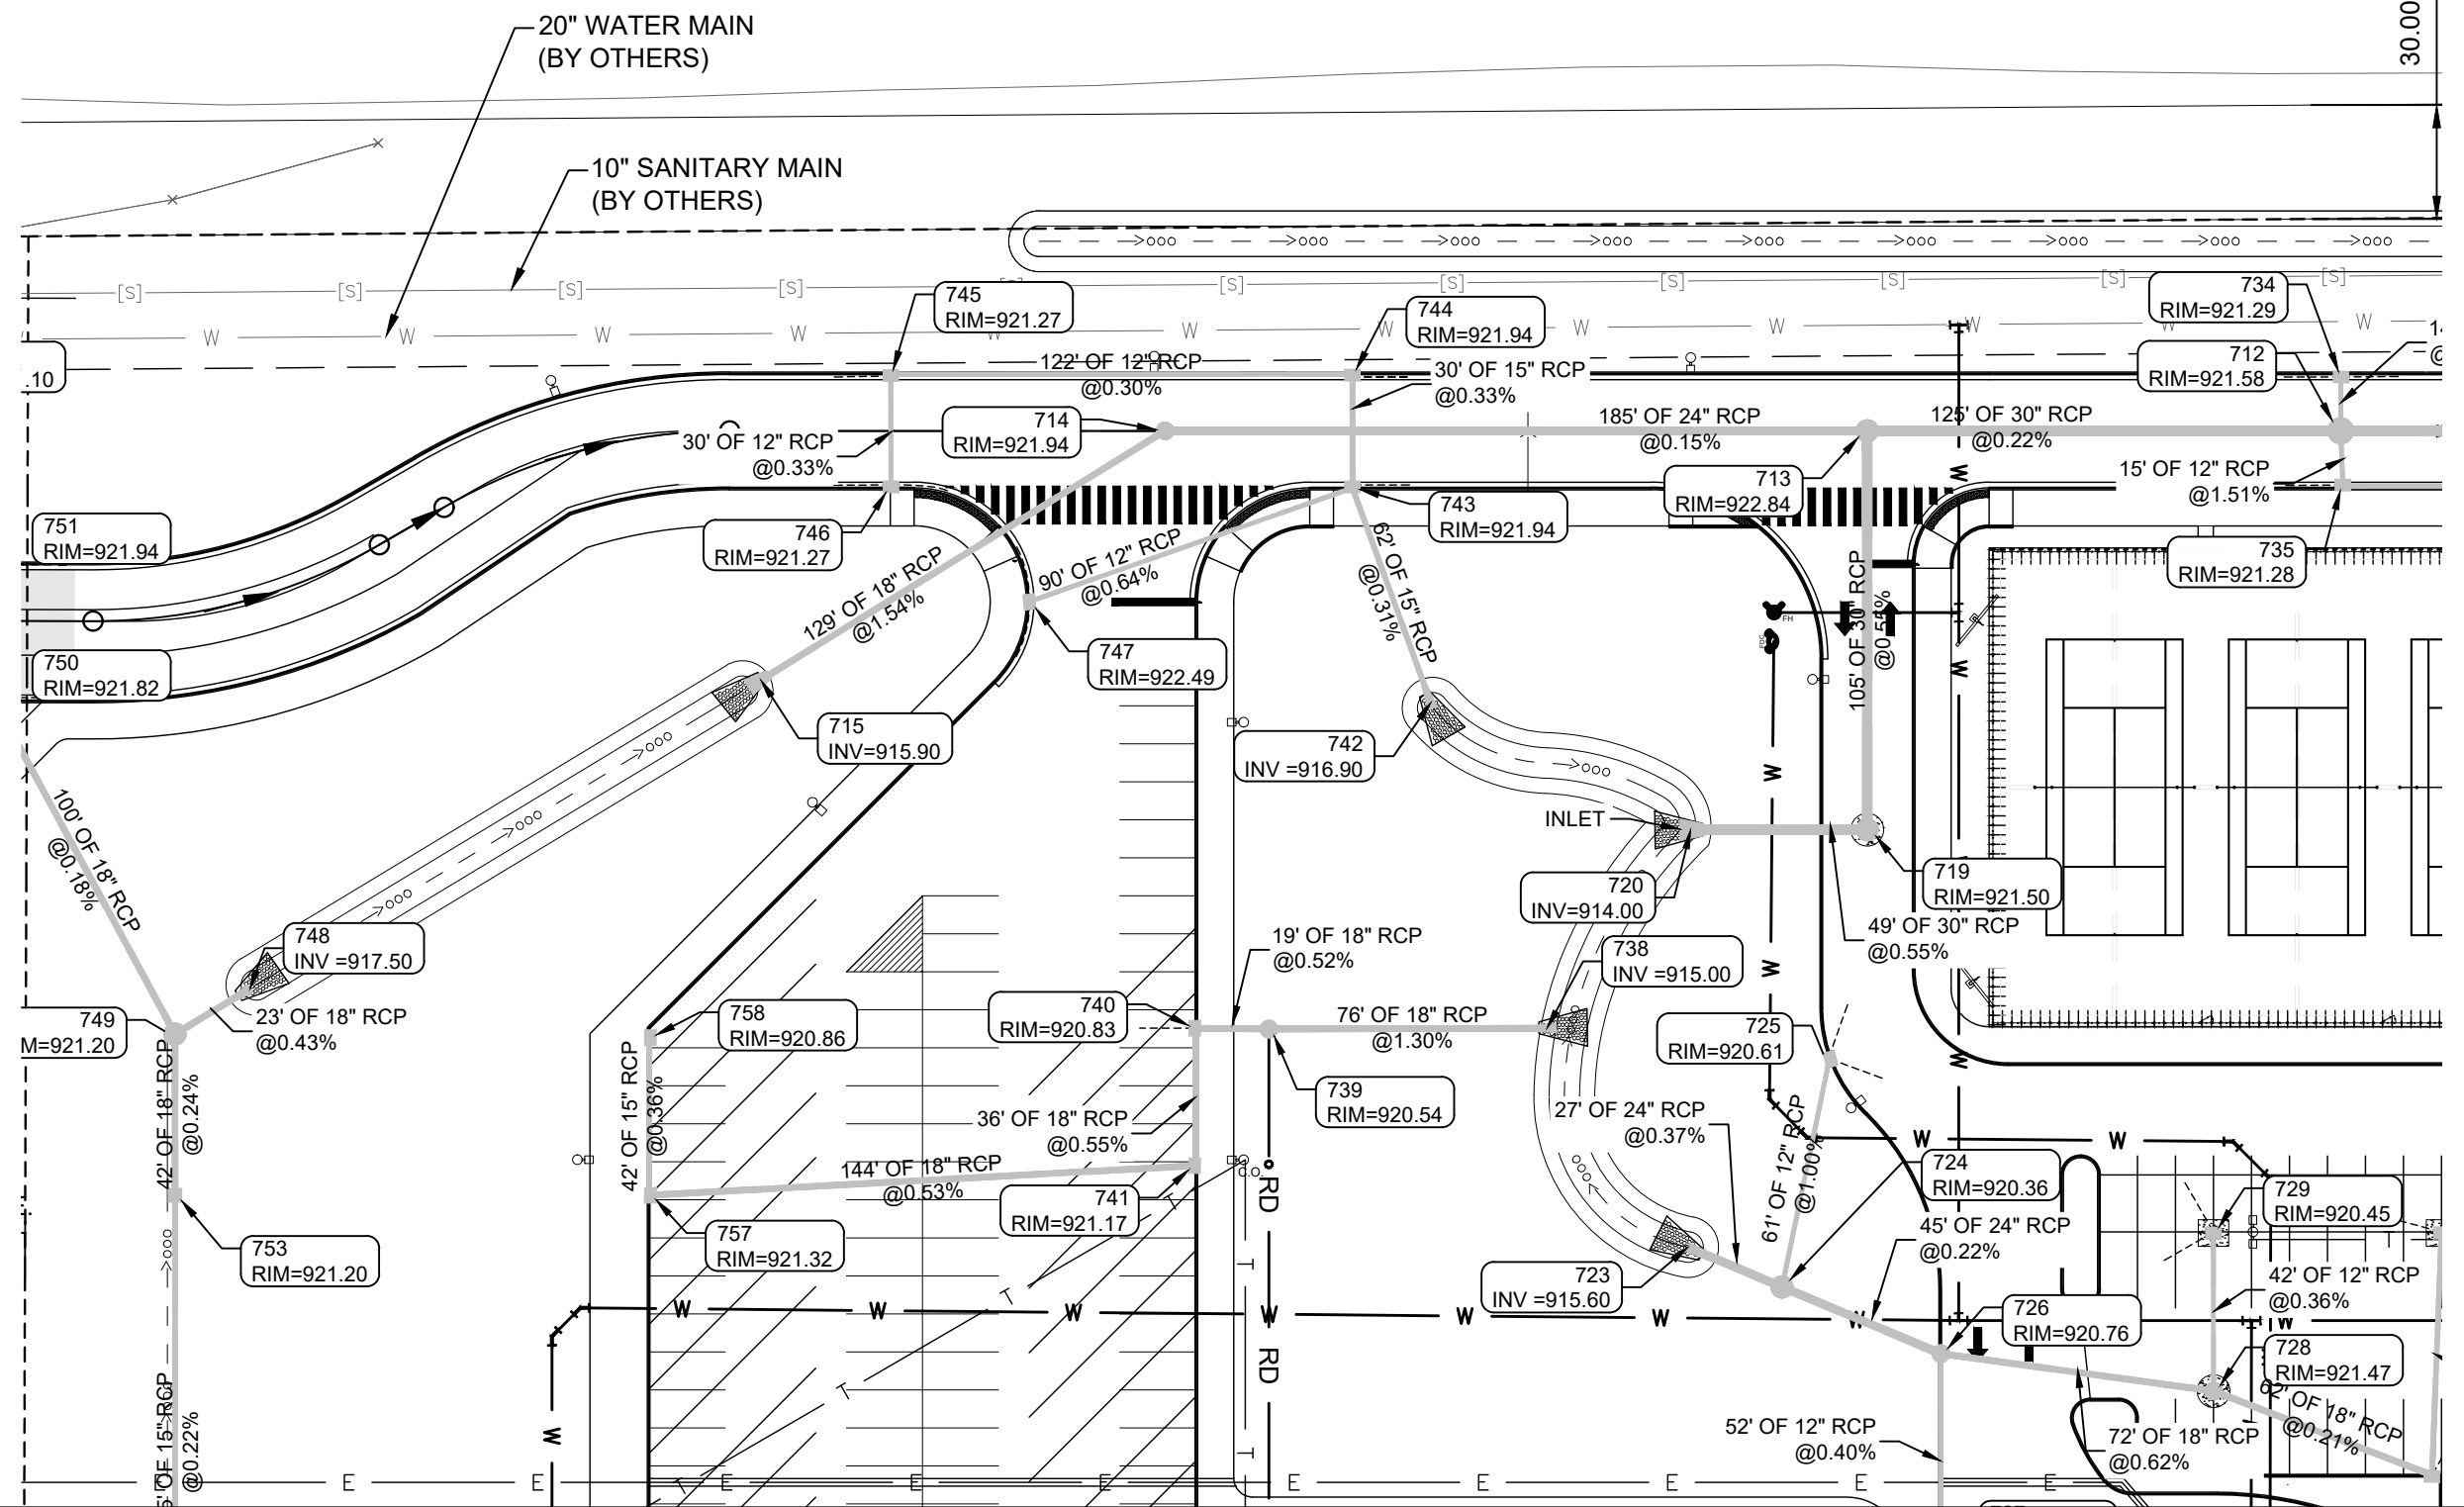 20" WATER MAIN
(BY OTHERS)
30.00
10" SANITARY MAIN
(BY OTHERS)
745
RIM=921.27
744
RIM=921.94
734
RIM=921.29
712
RIM=921.58
.10
122' OF 12" RCP
@0.30%
30' OF 15" RCP
@0.33%
714
RIM=921.94
185' OF 24" RCP
@0.15%
125' OF 30" RCP
@0.22%
30' OF 12" RCP
@0.33%
15' OF 12" RCP
@1.51%
713
RIM=922.84
743
RIM=921.94
746
RIM=921.27
751
RIM=921.94
735
RIM=921.28
129' OF 18" RCP
@1.54%
90' OF 12" RCP
@0.64%
62' OF 15" RCP
@0.31%
105' OF 30" RCP
@0.55%
FH
FDC
750
RIM=921.82
747
RIM=922.49
715
INV=915.90
742
INV =916.90
INLET
100' OF 18" RCP
@0.18%
719
RIM=921.50
720
INV=914.00
49' OF 30" RCP
@0.55%
748
INV =917.50
19' OF 18" RCP
@0.52%
738
INV =915.00
749
M=921.20
23' OF 18" RCP
@0.43%
758
RIM=920.86
740
RIM=920.83
76' OF 18" RCP
@1.30%
725
RIM=920.61
739
RIM=920.54
42' OF 18" RCP
@0.24%
42' OF 15" RCP
@0.36%
36' OF 18" RCP
@0.55%
27' OF 24" RCP
@0.37%
61' OF 12" RCP
@1.00%
144' OF 18" RCP
@0.53%
741
RIM=921.17
C.O.
RD
724
RIM=920.36
729
RIM=920.45
753
RIM=921.20
757
RIM=921.32
45' OF 24" RCP
@0.22%
723
INV =915.60
42' OF 12" RCP
@0.36%
726
RIM=920.76
728
RIM=921.47
RD
62' OF 18" RCP
@0.21%
5' OF 15" RCP
@0.22%
52' OF 12" RCP
@0.40%
72' OF 18" RCP
@0.62%